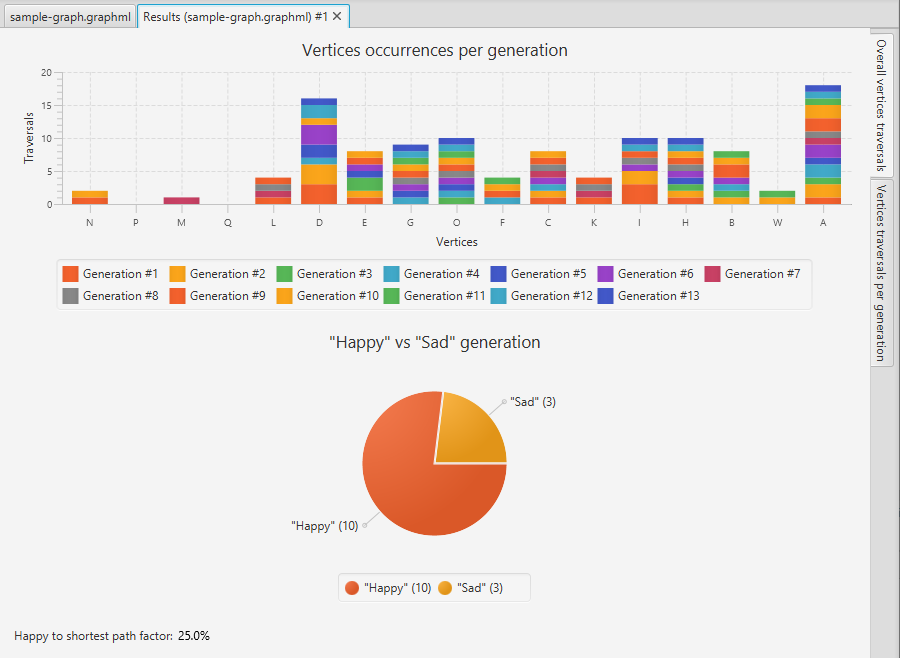 sample-graph.graphml
Results (sample-graph.graphml) #1
Vertices occurrences per generation
20
15
10
5
0
Traversals
N P M Q L D E G O F C K I H B W A
Vertices
Generation #1 Generation #2 Generation #3 Generation #4 Generation #5 Generation #6 Generation #7
Generation #8 Generation #9 Generation #10 Generation #11 Generation #12 Generation #13
"Happy" vs "Sad" generation
"Sad" (3)
"Happy" (10)
"Happy" (10) "Sad" (3)
Happy to shortest path factor: 25.0%
Overall vertices traversals
Vertices traversals per generation